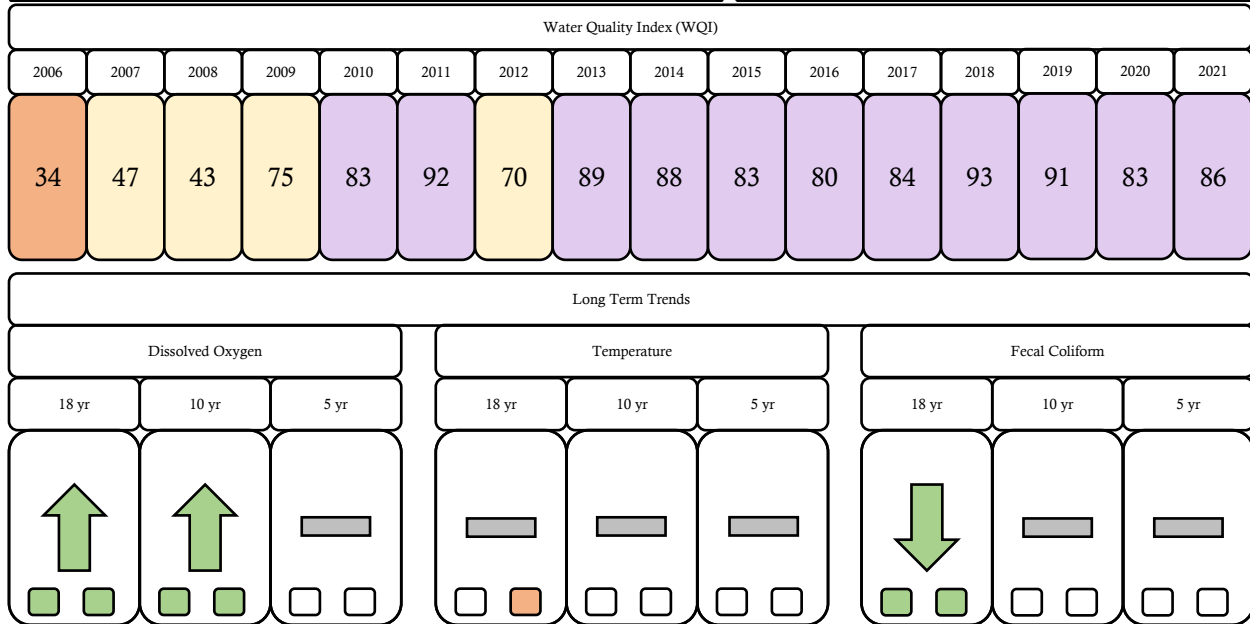 Water Quality Index (WQI)
2006 2007 2008 2009 2010 2011 2012 2013 2014 2015 2016 2017 2018 2019 2020 2021
34 47 43 75 83 92 70 89 88 83 80 84 93 91 83 86
Long Term Trends
Dissolved Oxygen Temperature Fecal Coliform
18 yr 10 yr 5 yr 18 yr 10 yr 5 yr 18 yr 10 yr 5 yr